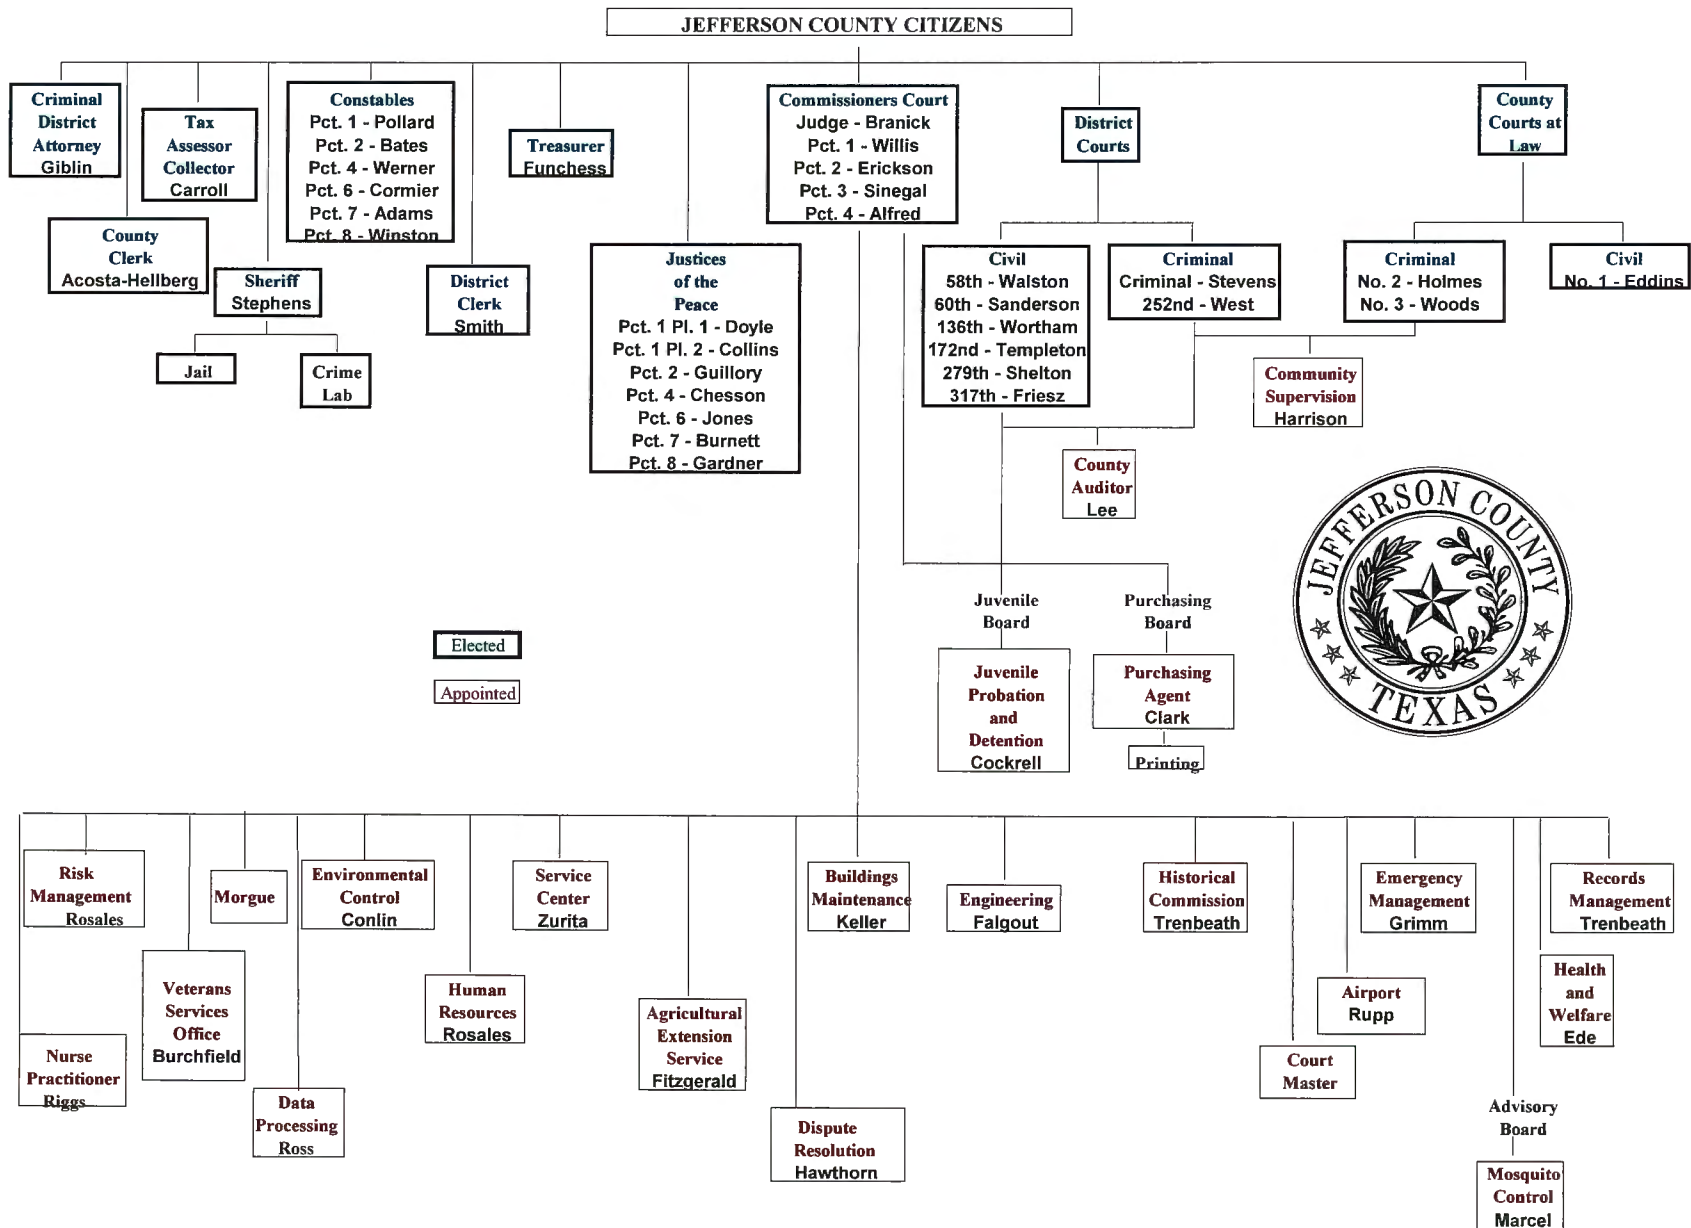 JEFFERSON COUNTY CITIZENS
Criminal
District
Attorney
Giblin
Tax
Assessor
Collector
Carroll
Constables
Pct. 1 - Pollard
Pct. 2 - Bates
Pct. 4 - Werner
Pct. 6 - Cormier
Pct. 7 - Adams
Pct. 8 - Winston
Treasurer
Funchess
Commissioners Court
Judge - Branick
Pct. 1 - Willis
Pct. 2 - Erickson
Pct. 3 - Sinegal
Pct. 4 - Alfred
District
Courts
County
Courts at
Law
County
Clerk
Acosta-Hellberg
Sheriff
Stephens
Jail
Crime
Lab
District
Clerk
Smith
Justices
of the
Peace
Pct. 1 Pl. 1 - Doyle
Pct. 1 Pl. 2 - Collins
Pct. 2 - Guillory
Pct. 4 - Chesson
Pct. 6 - Jones
Pct. 7 - Burnett
Pct. 8 - Gardner
Civil
58th - Walston
60th - Sanderson
136th - Wortham
172nd - Templeton
279th - Shelton
317th - Friesz
Criminal
Criminal - Stevens
252nd - West
Criminal
No. 2 - Holmes
No. 3 - Woods
Civil
No. 1 - Eddins
Community
Supervision
Harrison
County
Auditor
Lee
JEFFERSON COUNTY
TEXAS
Elected
Appointed
Juvenile
Board
Juvenile
Probation
and
Detention
Cockrell
Purchasing
Board
Purchasing
Agent
Clark
Printing
Risk
Management
Rosales
Morgue
Environmental
Control
Conlin
Service
Center
Zurita
Buildings
Maintenance
Keller
Engineering
Falgout
Historical
Commission
Trenbeath
Emergency
Management
Grimm
Records
Management
Trenbeath
Veterans
Services
Office
Burchfield
Human
Resources
Rosales
Agricultural
Extension
Service
Fitzgerald
Airport
Rupp
Health
and
Welfare
Ede
Nurse
Practitioner
Riggs
Data
Processing
Ross
Dispute
Resolution
Hawthorn
Court
Master
Advisory
Board
Mosquito
Control
Marcel